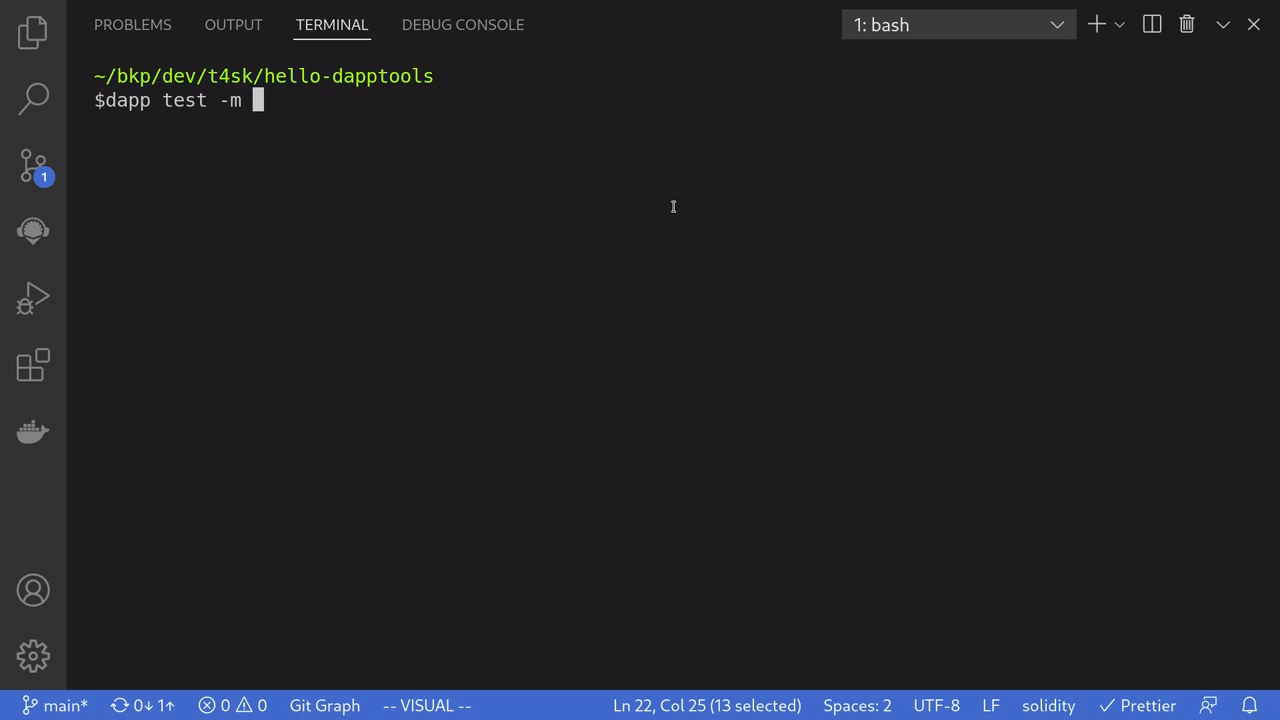 PROBLEMS OUTPUT TERMINAL DEBUG CONSOLE 1: bash
~/bkp/dev/t4sk/hello-dapptools
$dapp test -m
1
main* 0↓ 1↑ 0 0 Git Graph -- VISUAL -- Ln 22, Col 25 (13 selected) Spaces: 2 UTF-8 LF solidity Prettier